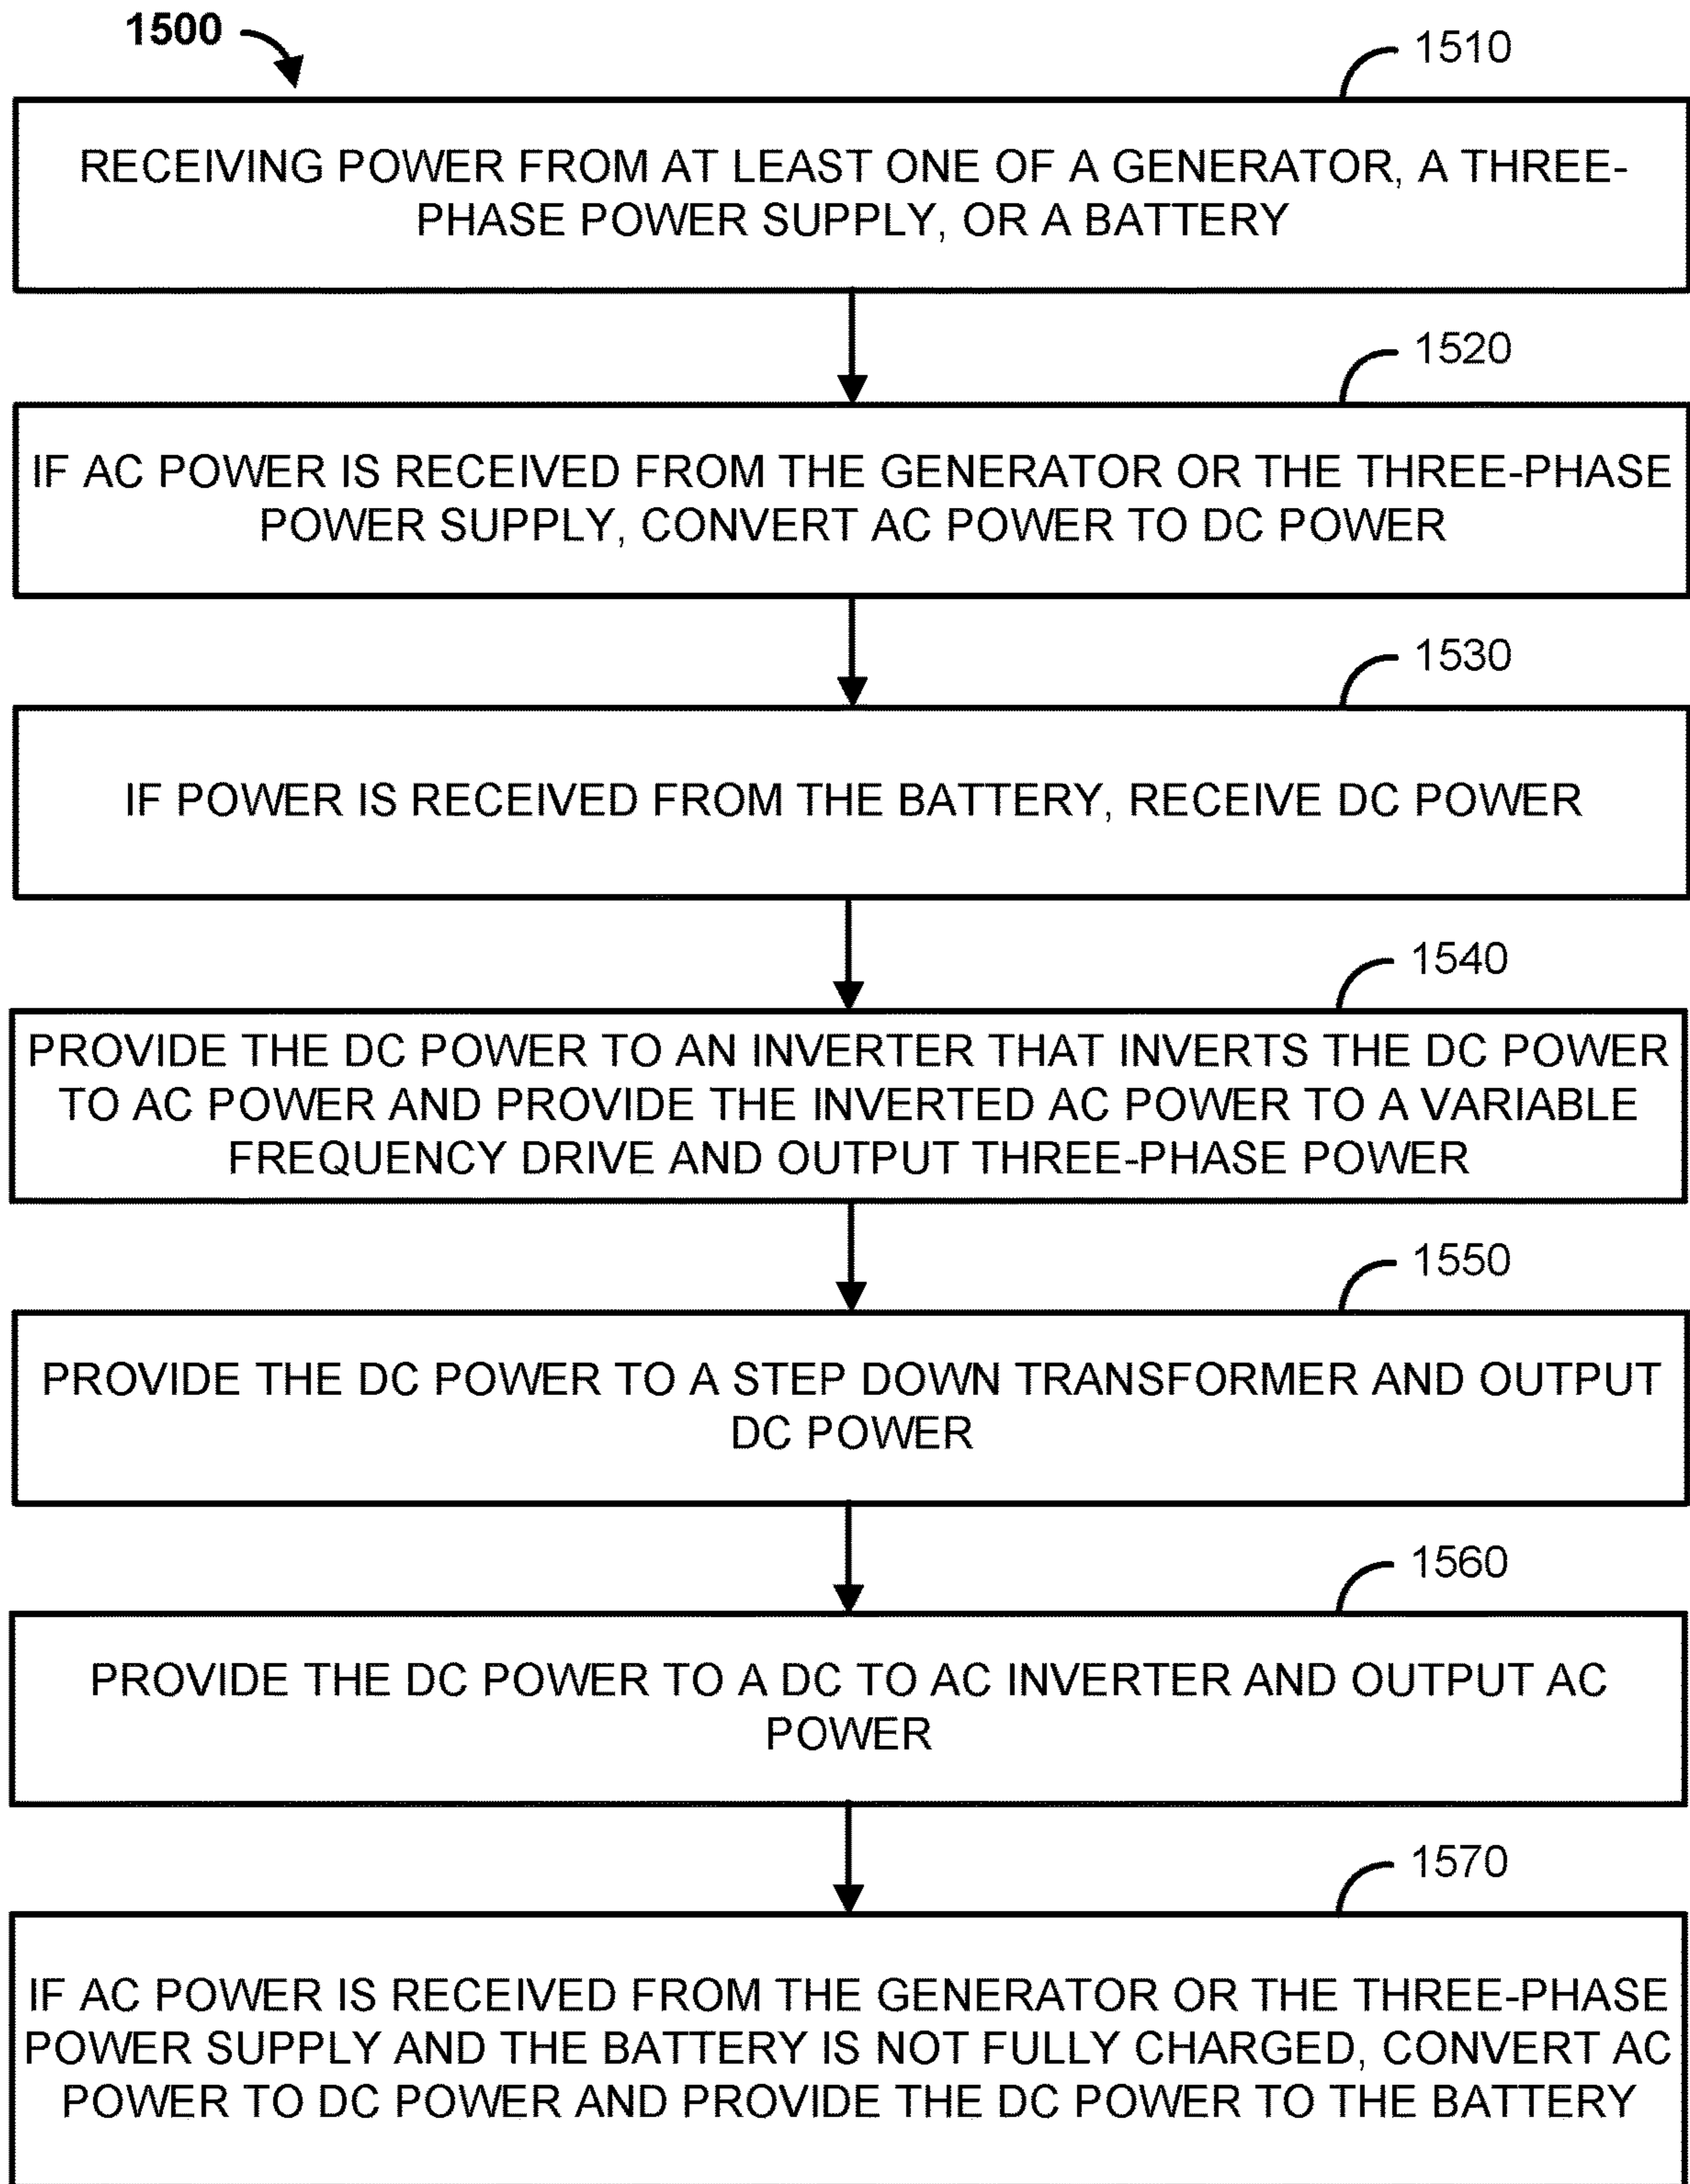 1500
1510
RECEIVING POWER FROM AT LEAST ONE OF A GENERATOR, A THREE-
PHASE POWER SUPPLY, OR A BATTERY
1520
IF AC POWER IS RECEIVED FROM THE GENERATOR OR THE THREE-PHASE
POWER SUPPLY, CONVERT AC POWER TO DC POWER
1530
IF POWER IS RECEIVED FROM THE BATTERY, RECEIVE DC POWER
1540
PROVIDE THE DC POWER TO AN INVERTER THAT INVERTS THE DC POWER
TO AC POWER AND PROVIDE THE INVERTED AC POWER TO A VARIABLE
FREQUENCY DRIVE AND OUTPUT THREE-PHASE POWER
1550
PROVIDE THE DC POWER TO A STEP DOWN TRANSFORMER AND OUTPUT
DC POWER
1560
PROVIDE THE DC POWER TO A DC TO AC INVERTER AND OUTPUT AC
POWER
1570
IF AC POWER IS RECEIVED FROM THE GENERATOR OR THE THREE-PHASE
POWER SUPPLY AND THE BATTERY IS NOT FULLY CHARGED, CONVERT AC
POWER TO DC POWER AND PROVIDE THE DC POWER TO THE BATTERY